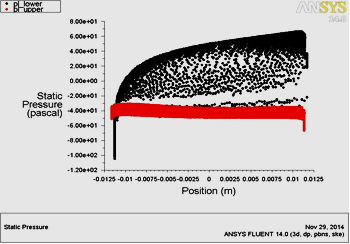 pl_lower
pl_upper
ANSYS
14.0
8.00e+01
6.00e+01
4.00e+01
2.00e+01
0.00e+00
-2.00e+01
Static
Pressure
(pascal)
-4.00e+01
-6.00e+01
-8.00e+01
-1.00e+02
-1.20e+02
-0.0125 -0.01 -0.0075 -0.005 -0.0025 0 0.0025 0.005 0.0075 0.01 0.0125
Position (m)
Static Pressure
Nov 29, 2014
ANSYS FLUENT 14.0 (3d, dp, pbns, ske)